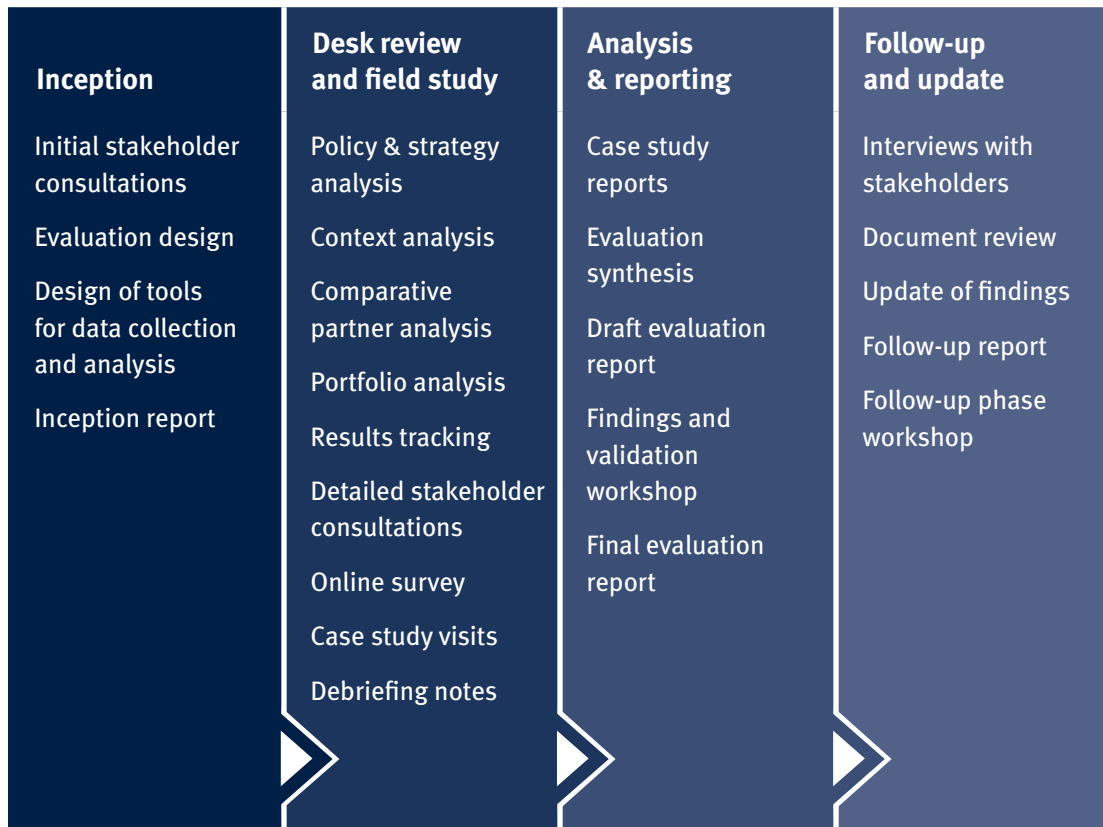 Inception
Initial stakeholder
consultations
Evaluation design
Design of tools
for data collection
and analysis
Inception report
Desk review
and field study
Policy & strategy
analysis
Context analysis
Comparative
partner analysis
Portfolio analysis
Results tracking
Detailed stakeholder
consultations
Online survey
Case study visits
Debriefing notes
Analysis
& reporting
Case study
reports
Evaluation
synthesis
Draft evaluation
report
Findings and
validation
workshop
Final evaluation
report
Follow-up
and update
Interviews with
stakeholders
Document review
Update of findings
Follow-up report
Follow-up phase
workshop